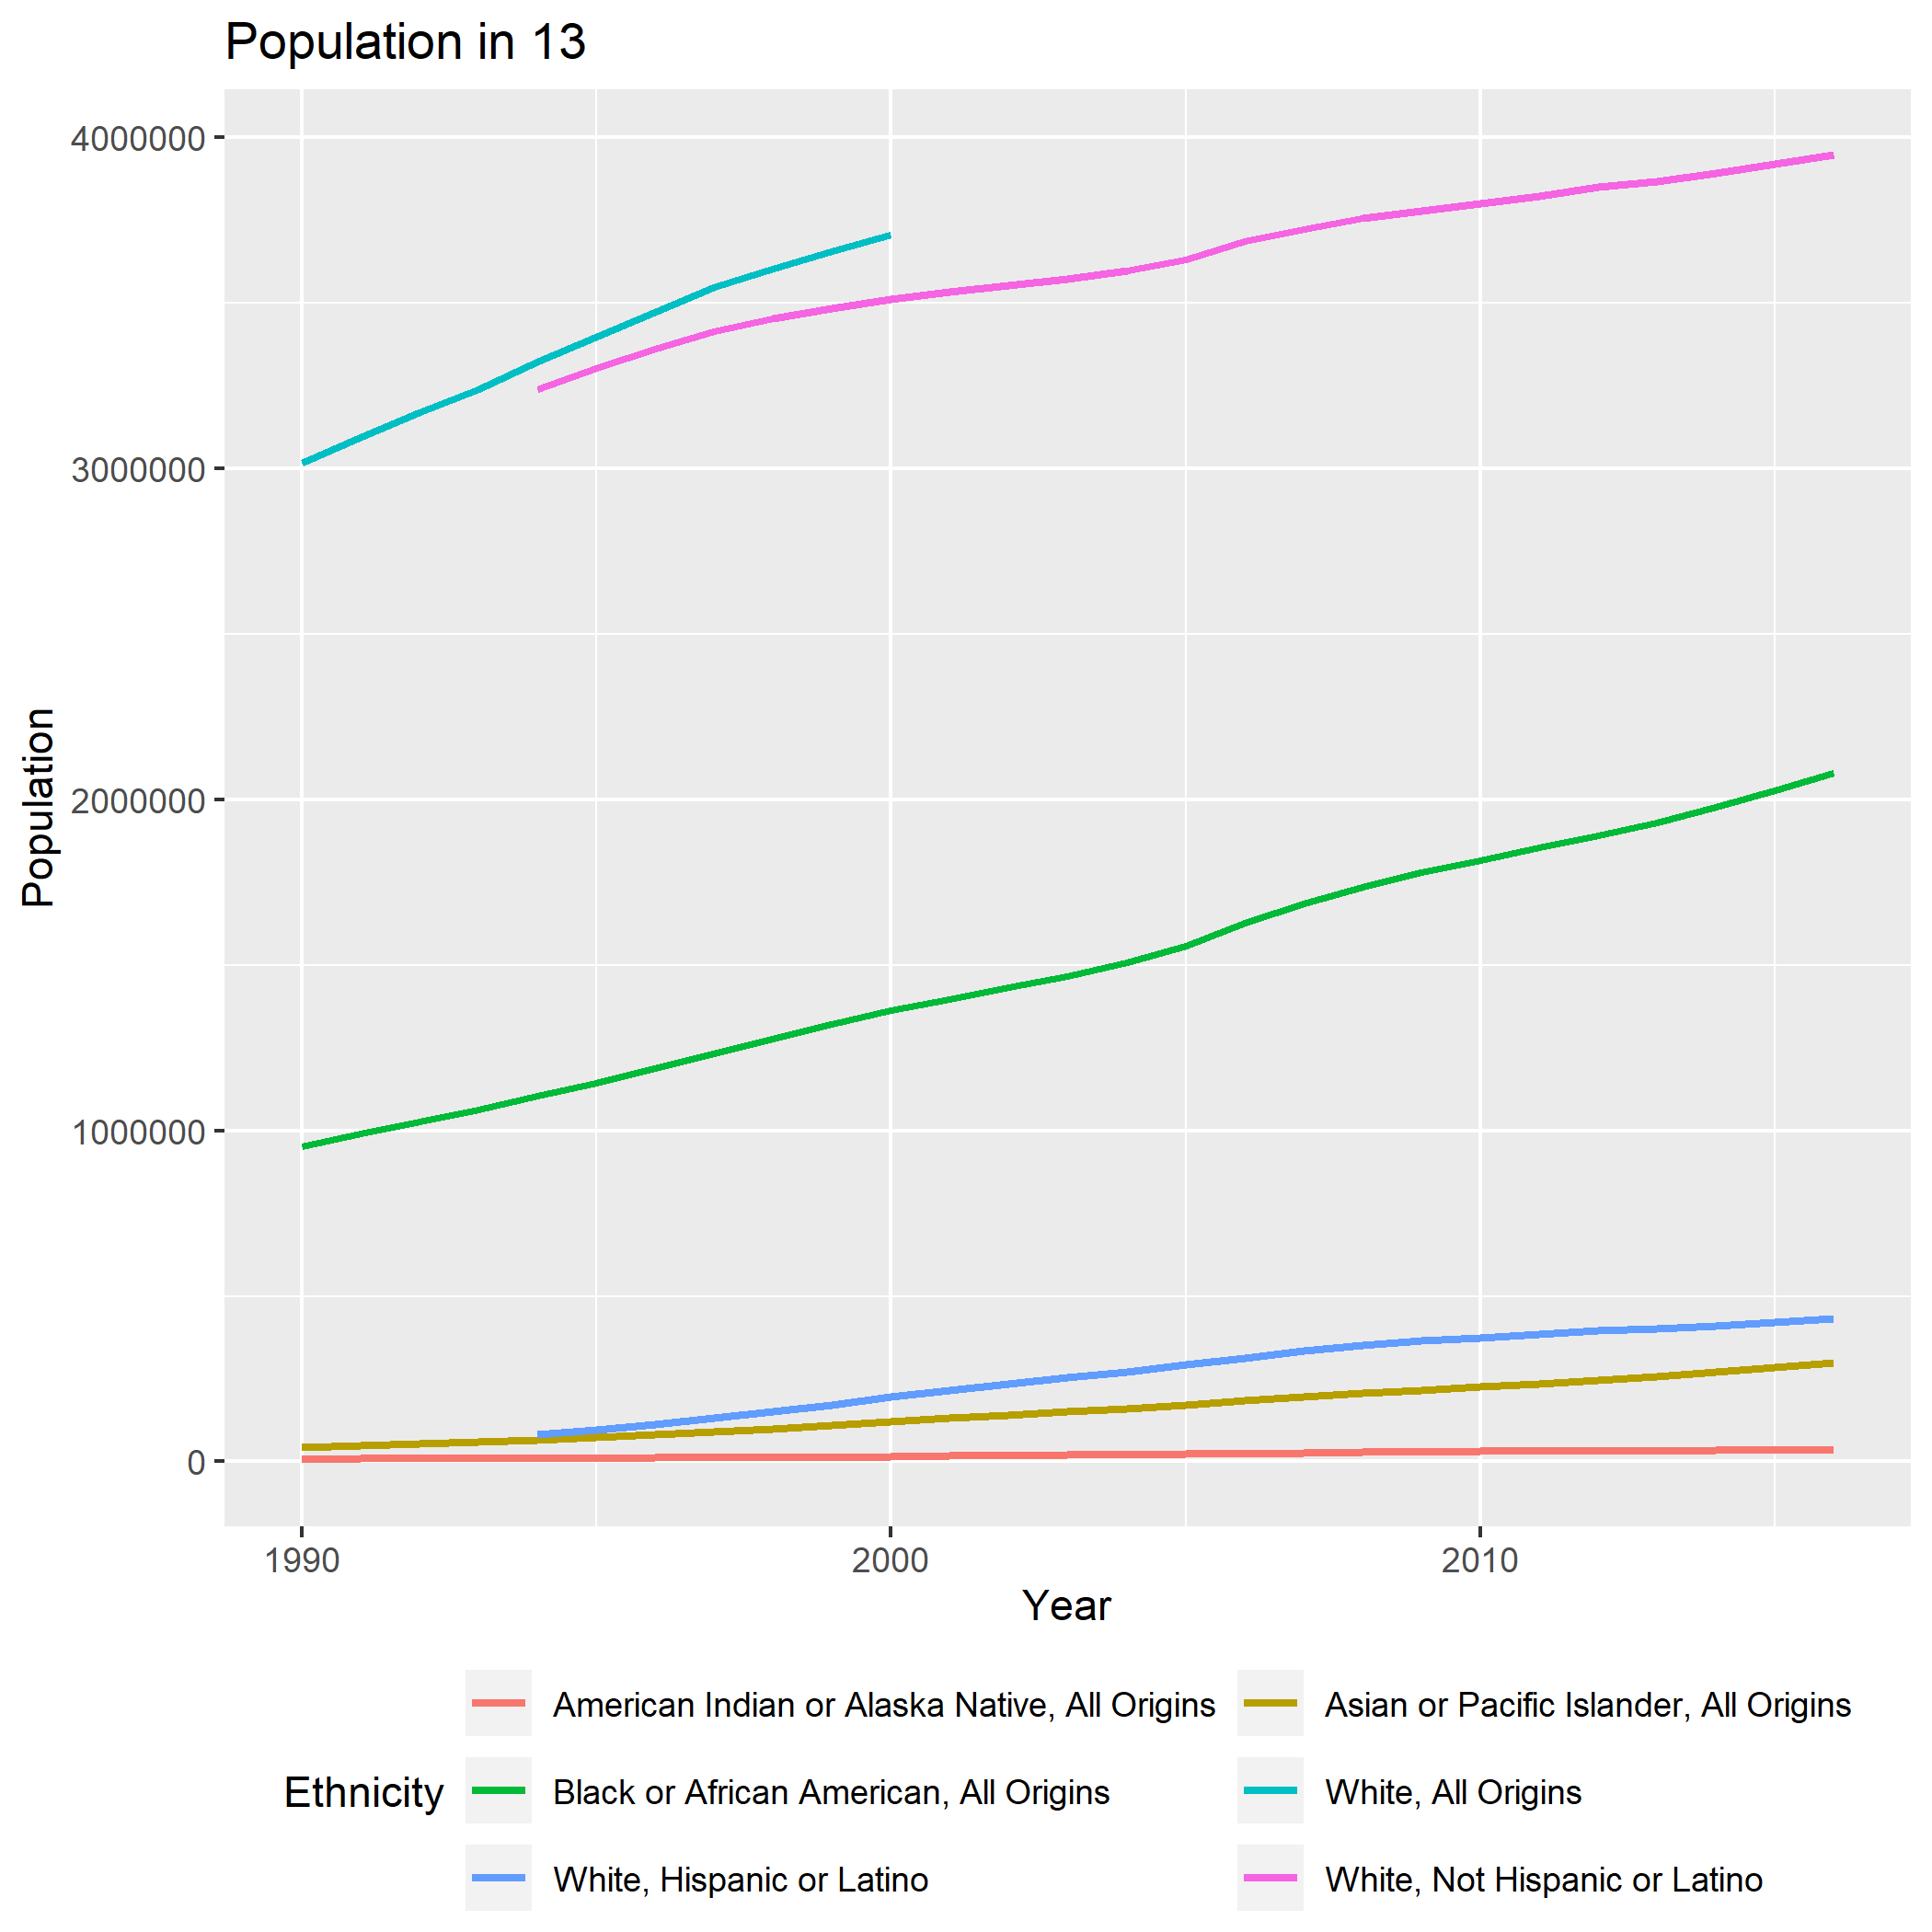 Population in 13
4000000
3000000
2000000
1000000
0
Population
1990 2000 2010
Year
Ethnicity
American Indian or Alaska Native, All Origins
Asian or Pacific Islander, All Origins
Black or African American, All Origins
White, All Origins
White, Hispanic or Latino
White, Not Hispanic or Latino